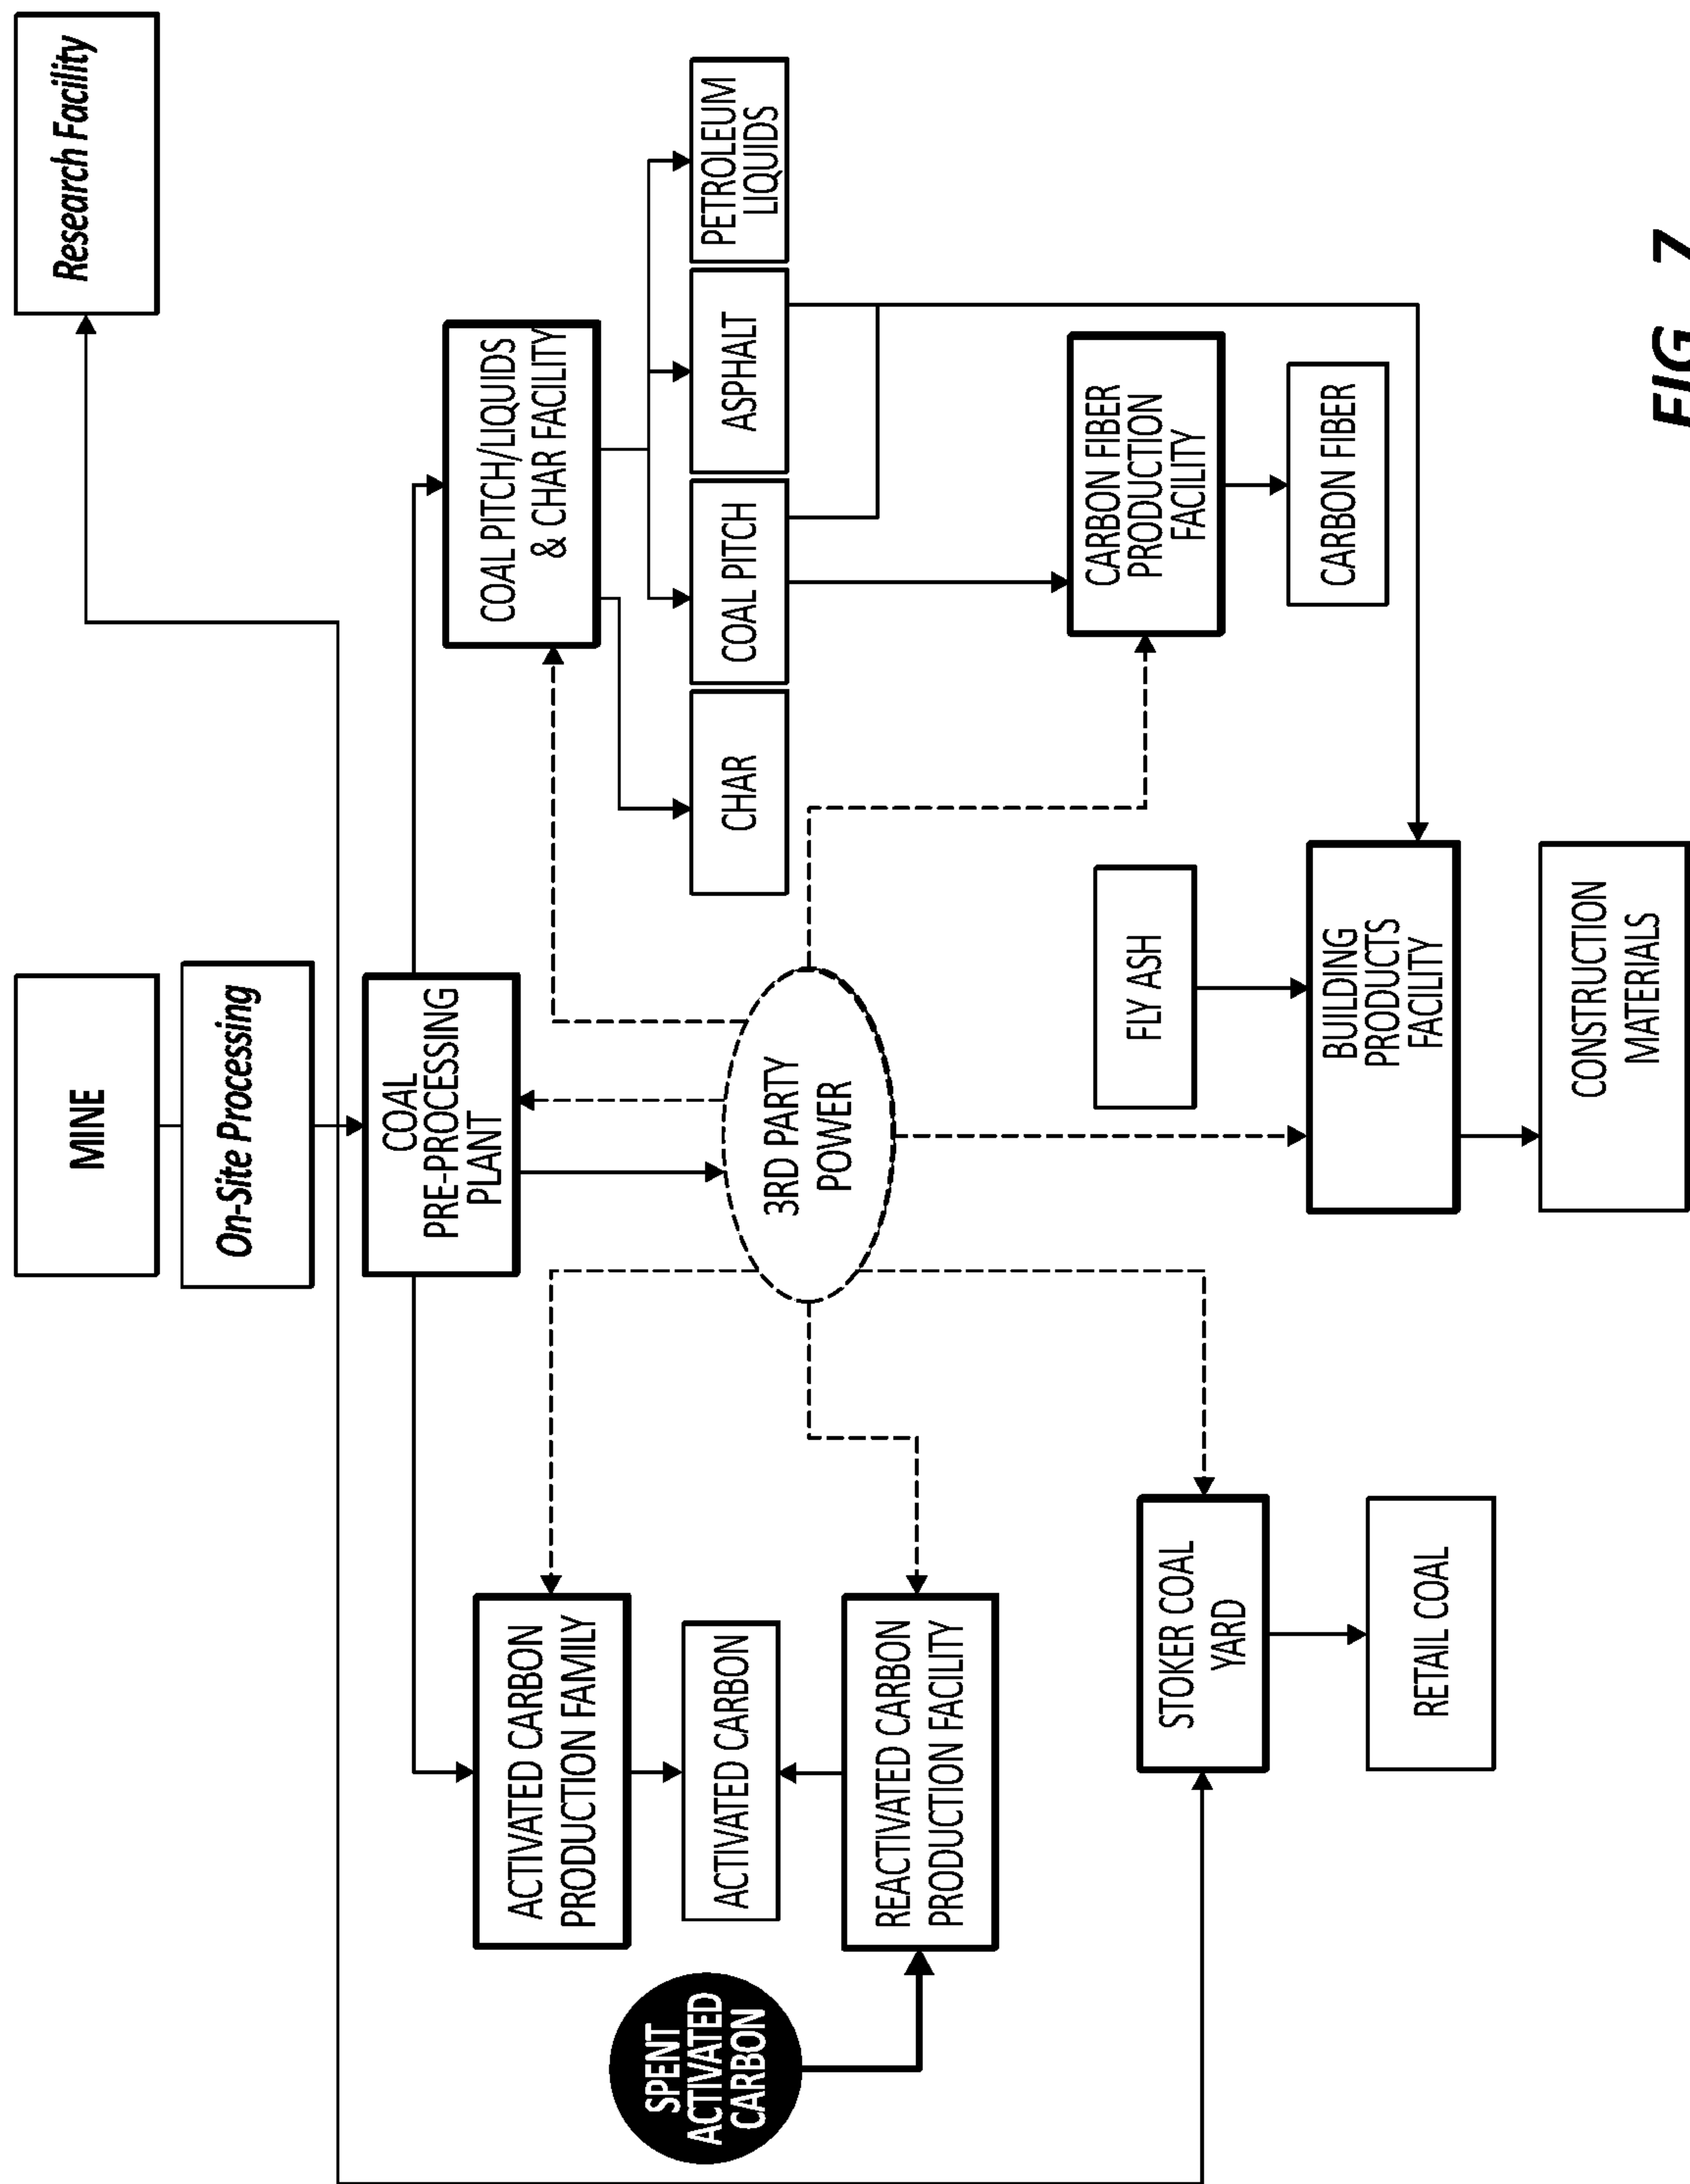 MINE
On-Site Processing
Research Facility
COAL
PRE-PROCESSING
PLANT
ACTIVATED CARBON
PRODUCTION FAMILY
COAL PITCH/LIQUIDS
& CHAR FACILITY
SPENT
ACTIVATED
CARBON
ACTIVATED CARBON
3RD PARTY
POWER
CHAR
COAL PITCH
ASPHALT
PETROLEUM
LIQUIDS
REACTIVATED CARBON
PRODUCTION FACILITY
FLY ASH
CARBON FIBER
PRODUCTION
FACILITY
STOKER COAL
YARD
BUILDING
PRODUCTS
FACILITY
CARBON FIBER
RETAIL COAL
CONSTRUCTION
MATERIALS
FIG. 7